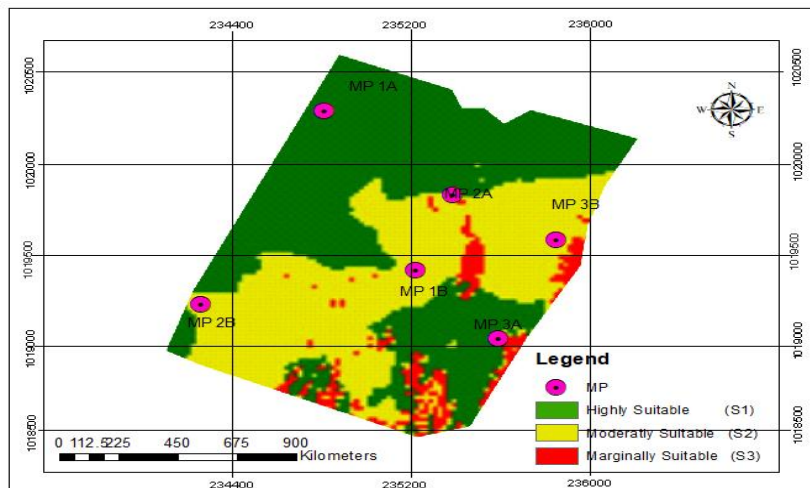 234400 235200 236000
1020500 1020500
MP 1A
N
W E
S
1020000 1020000
MP 2A
MP 3B
1019500 1019500
MP 1B
MP 2B
MP 3A
1019000 1019000
Legend
MP
Highly Suitable (S1)
Moderatly Suitable (S2)
Marginally Suitable (S3)
1018500 1018500
0 112.5225 450 675 900
Kilometers
234400 235200 236000